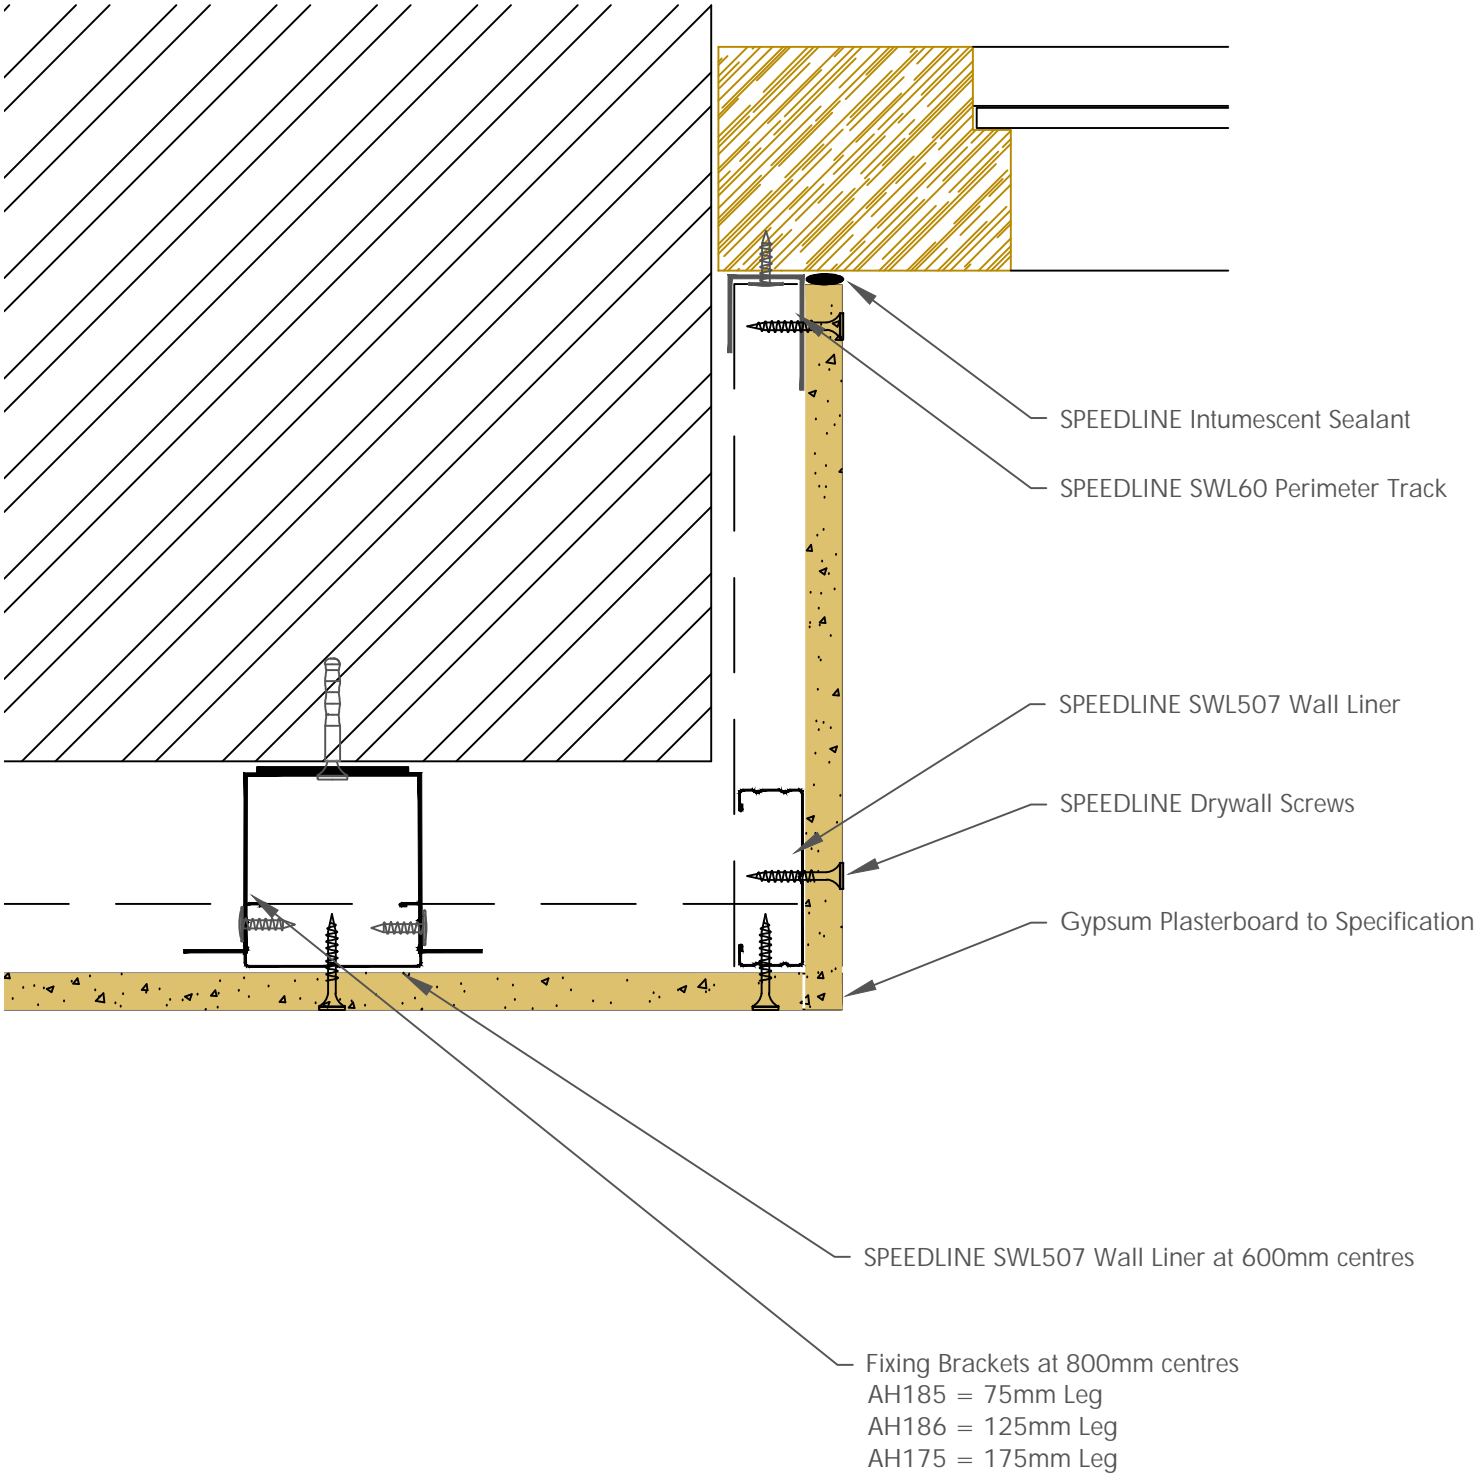 SPEEDLINE Intumescent Sealant
SPEEDLINE SWL60 Perimeter Track
SPEEDLINE SWL507 Wall Liner
SPEEDLINE Drywall Screws
Gypsum Plasterboard to Specification
SPEEDLINE SWL507 Wall Liner at 600mm centres
Fixing Brackets at 800mm centres
AH185 = 75mm Leg
AH186 = 125mm Leg
AH175 = 175mm Leg